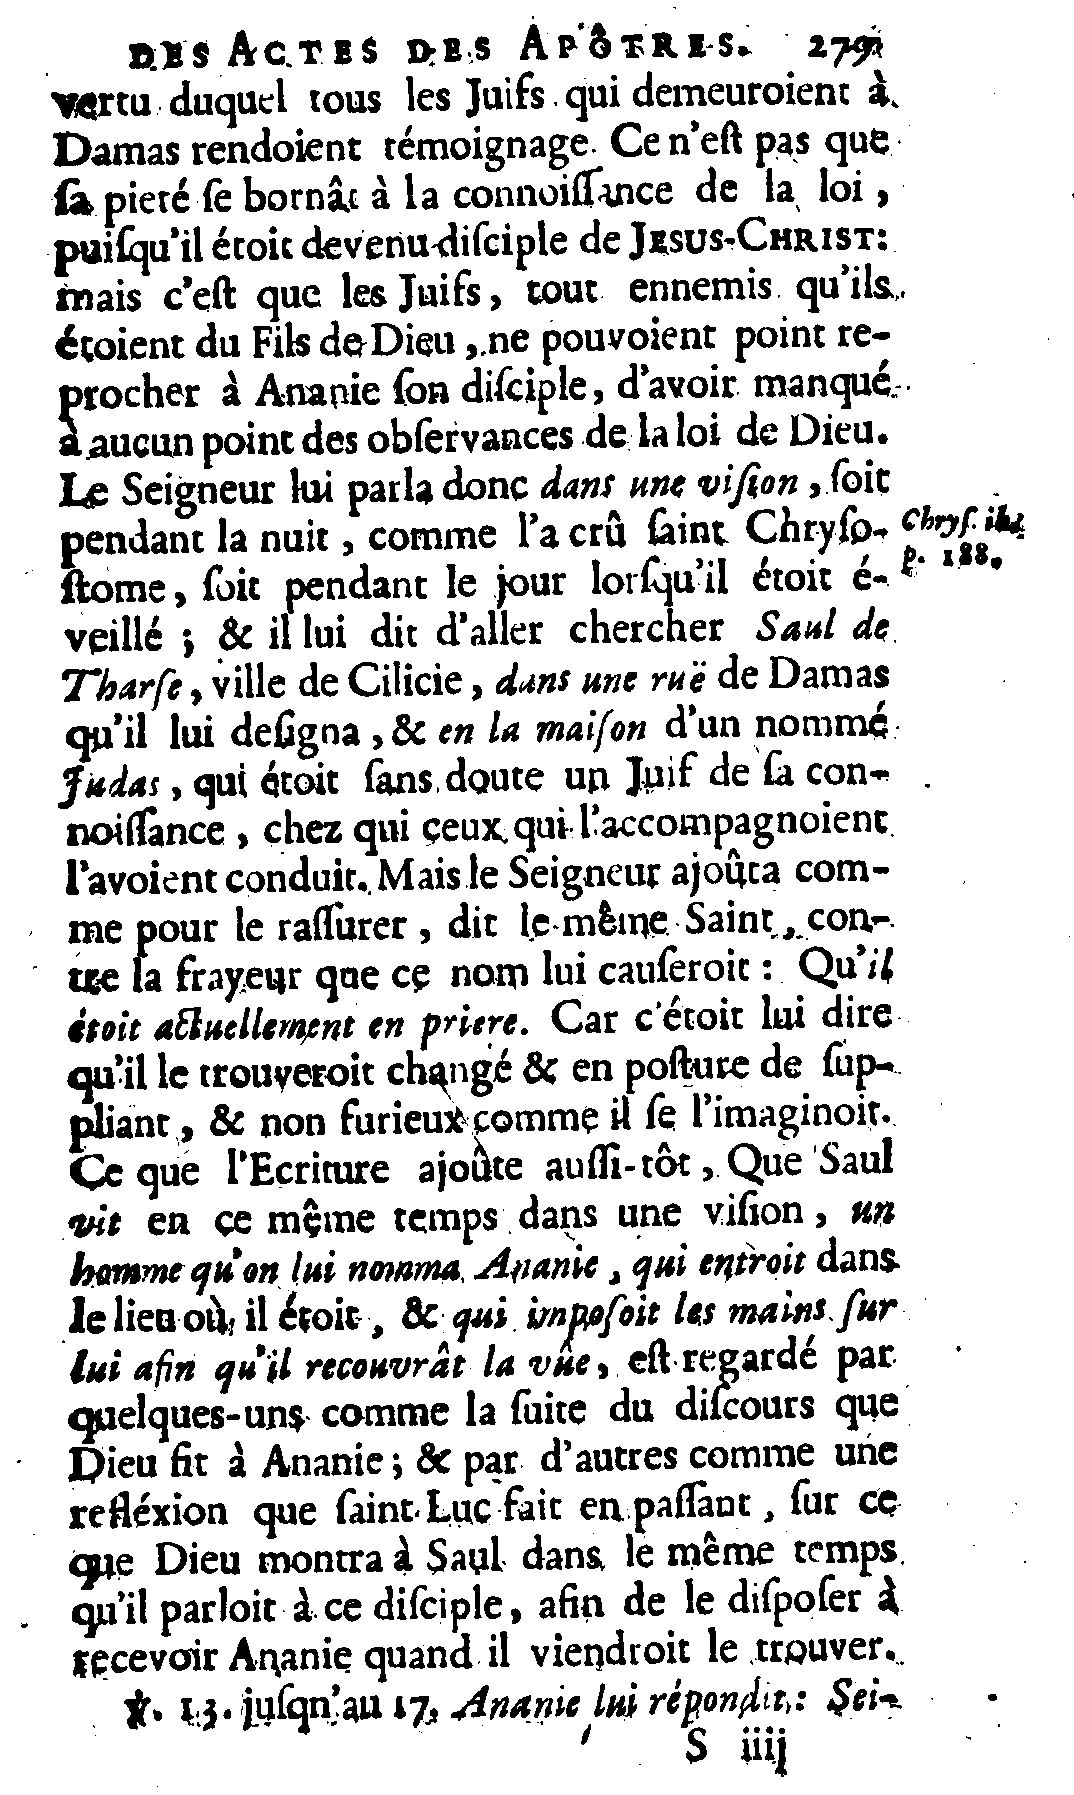 DES ACTES DES APÔTRES. 279
vertu duquel tous les Juifs qui demeuroient à
Damas rendoient témoignage. Ce n'eſt pas que
ſa pieté ſe bornât à la connoiſſance de la loi,
puiſqu'il étoit devenu diſciple de JESUS-CHRIST:
mais c'eſt que les Juifs, tout ennemis qu'ils
étoient du Fils de Dieu, ne pouvoient point re-
procher à Ananie ſon diſciple, d'avoir manqué
à aucun point des obſervances de la loi de Dieu.
Le Seigneur lui parla donc dans une viſion, ſoit
pendant la nuit, comme l'a crû ſaint Chryſo-
ſtome, ſoit pendant le jour lorſqu'il étoit é-
veillé ; & il lui dit d'aller chercher Saul de
Tharſe, ville de Cilicie, dans une ruë de Damas
qu'il lui deſigna, & en la maiſon d'un nommé
Judas, qui étoit ſans doute un Juif de ſa con-
noiſſance, chez qui ceux qui l'accompagnoient
l'avoient conduit. Mais le Seigneur ajoûta com-
me pour le raſſurer, dit le même Saint, con-
tre la frayeur que ce nom lui cauſeroit : Qu'il
étoit actuellement en priere. Car c'étoit lui dire
qu'il le trouveroit changé & en poſture de ſup-
pliant, & non furieux comme il ſe l'imaginoit.
Ce que l'Ecriture ajoûte auſſi-tôt, Que Saul
vit en ce même temps dans une viſion, un
homme qu'on lui nomma Ananie, qui entroit dans
le lieu où il étoit, & qui impoſoit les mains ſur
lui afin qu'il recouvrât la vûe, eſt regardé par
quelques-uns comme la ſuite du diſcours que
Dieu fit à Ananie ; & par d'autres comme une
refléxion que ſaint Luc fait en paſſant, ſur ce
que Dieu montra à Saul dans le même temps
qu'il parloit à ce diſciple, afin de le diſpoſer à
recevoir Ananie quand il viendroit le trouver.
℣. 13. juſqu'au 17. Ananie lui répondit : Sei-
S iiij
Chryſ. ibid.
p. 188.